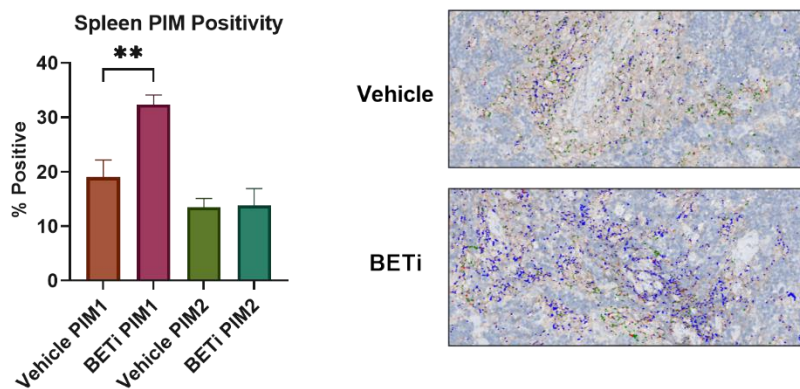 Spleen PIM Positivity
**
40
30
20
10
0
% Positive
Vehicle PIM1
BETi PIM1
Vehicle PIM2
BETi PIM2
Vehicle
BETi